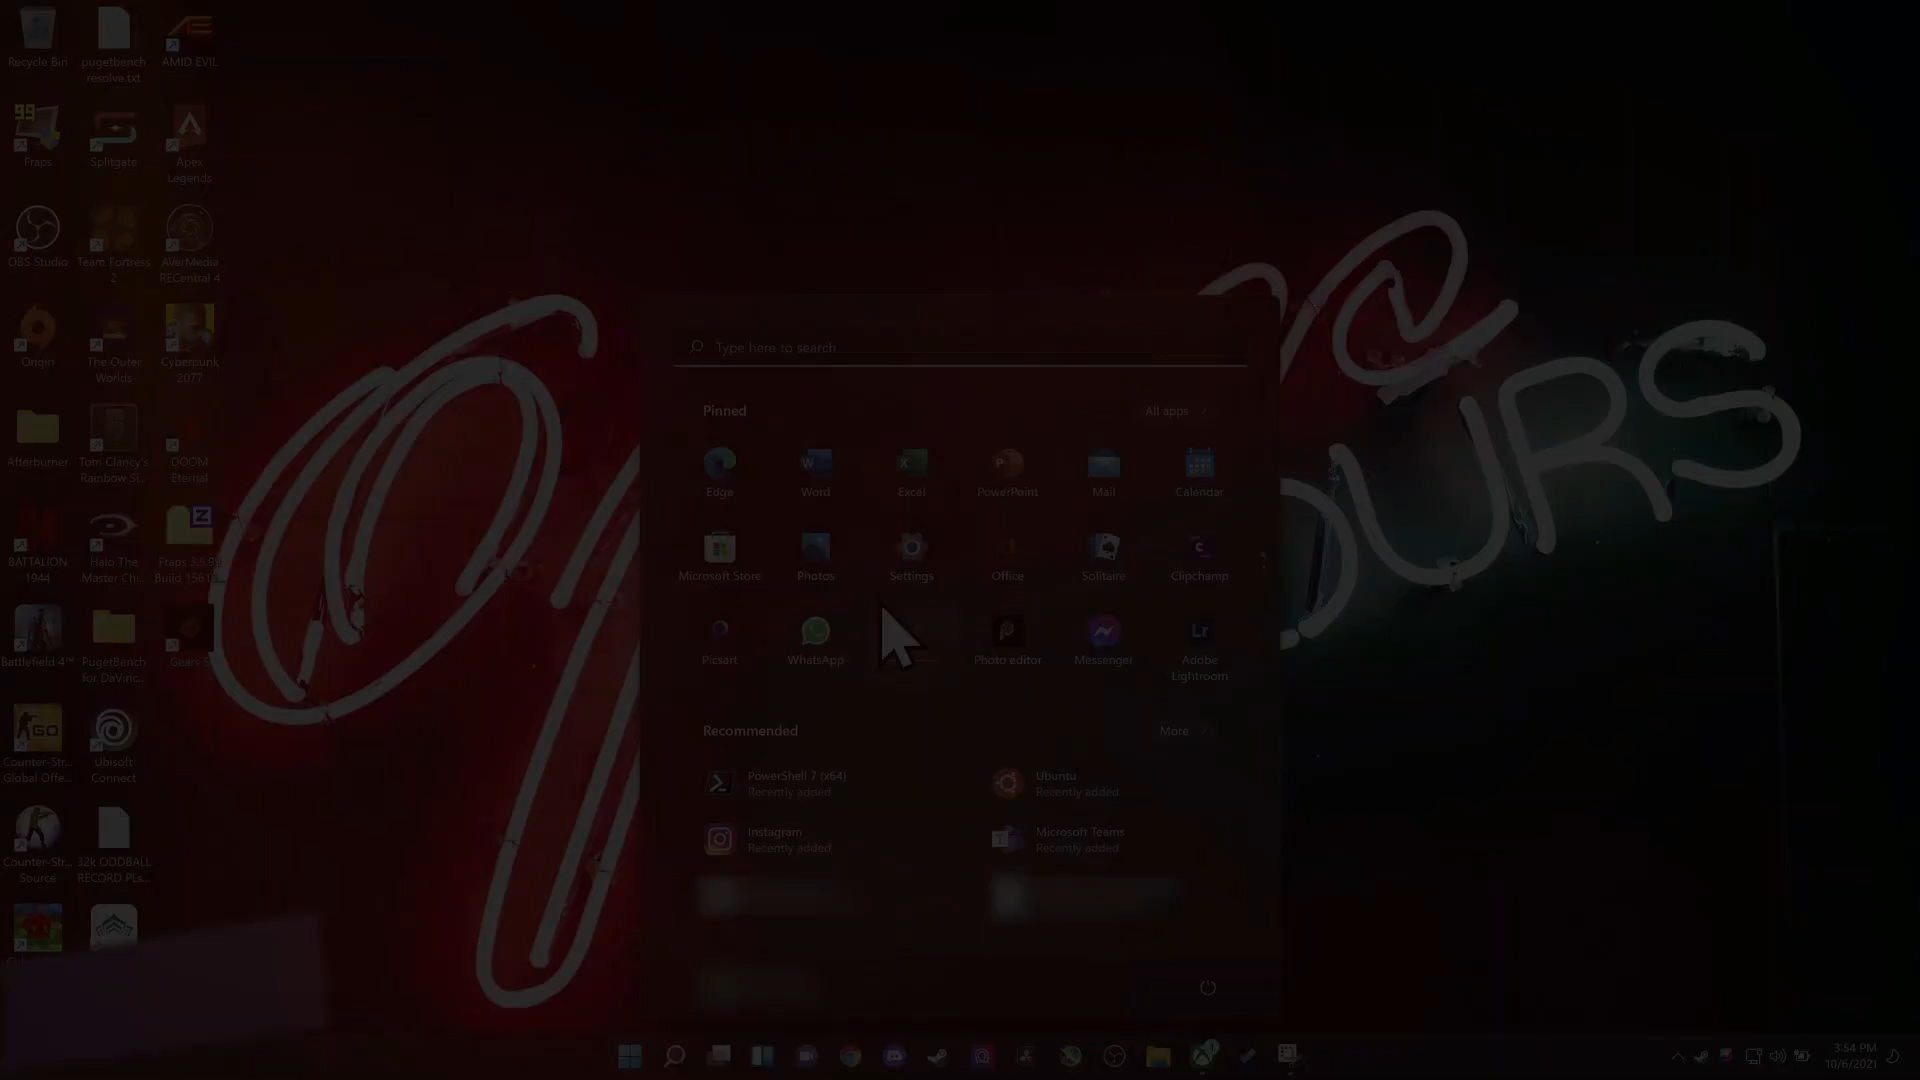 Recycle Bin
pugetbench
resolve.txt
AMID EVIL
99
Fraps
Splitgate
Apex
Legends
OBS Studio
Team Fortress
2
AVerMedia
RECentral 4
Origin
The Outer
Worlds
Cyberpunk
2077
Afterburner
Tom Clancy's
Rainbow Si...
DOOM
Eternal
BATTALION
1944
Halo The
Master Chi...
Fraps 3.5.99
Build 1561...
Battlefield 4™
PugetBench
for DaVinc...
Gears 5
Counter-Str...
Global Offe...
Ubisoft
Connect
Counter-Str...
Source
32k ODDBALL
RECORD PLs...
OURS
Type here to search
Pinned
All apps
Edge
Word
Excel
PowerPoint
Mail
Calendar
Microsoft Store
Photos
Settings
Office
Solitaire
Clipchamp
Picsart
WhatsApp
Photo editor
Messenger
Lr
Adobe
Lightroom
Recommended
More
PowerShell 7 (x64)
Recently added
Ubuntu
Recently added
Instagram
Recently added
Microsoft Teams
Recently added
3:54 PM
10/6/2021